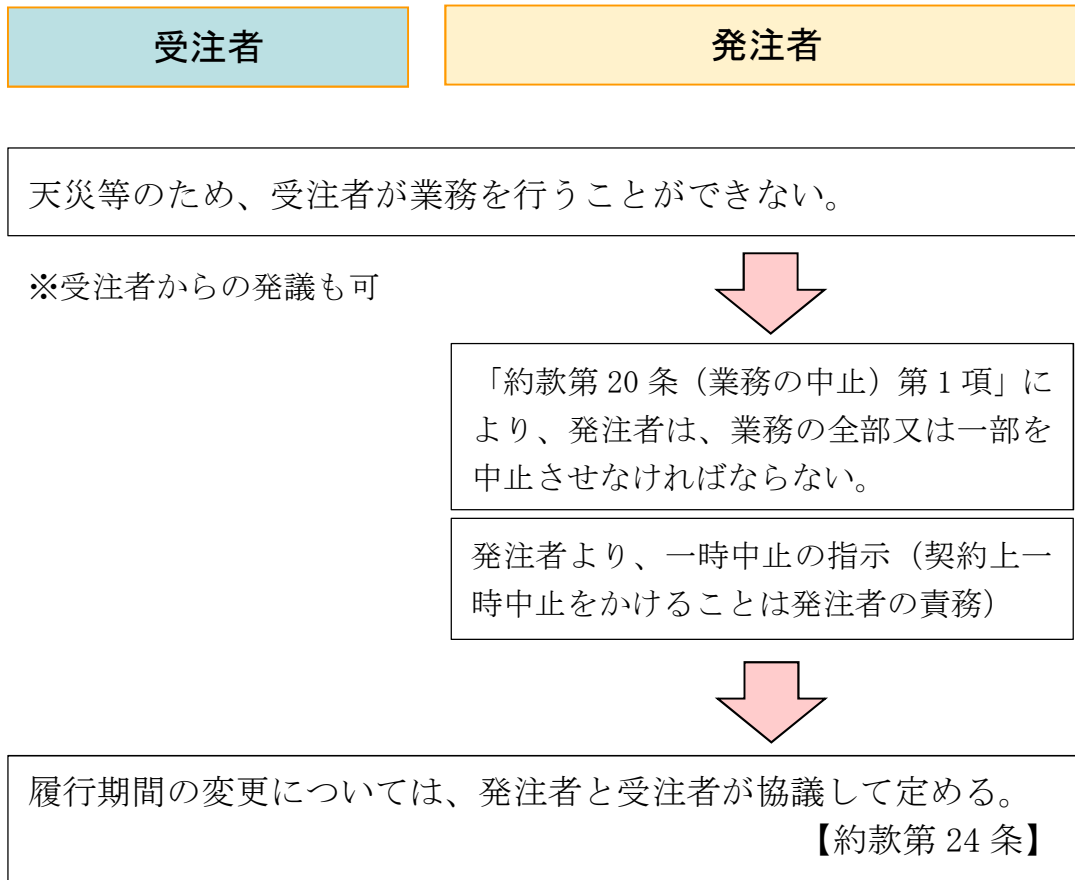 受注者
発注者
天災等のため、受注者が業務を行うことができない。
※受注者からの発議も可
「約款第 20 条（業務の中止）第 1 項」に
より、発注者は、業務の全部又は一部を
中止させなければならない。
発注者より、一時中止の指示（契約上一
時中止をかけることは発注者の責務）
履行期間の変更については、発注者と受注者が協議して定める。
【約款第 24 条】